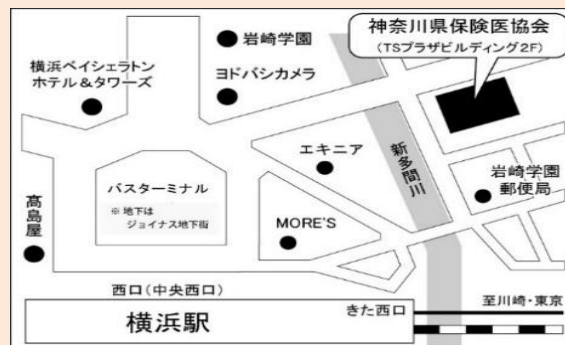 神奈川県保険医協会
(TSプラザビルディング2F)
岩崎学園
横浜ベイシェラトン
ホテル&タワーズ
ヨドバシカメラ
エキニア
新多間川
岩崎学園
郵便局
バスターミナル
※ 地下は
ジョイナス地下街
髙島屋
MORE'S
西口(中央西口)
きた西口
至川崎・東京
横浜駅